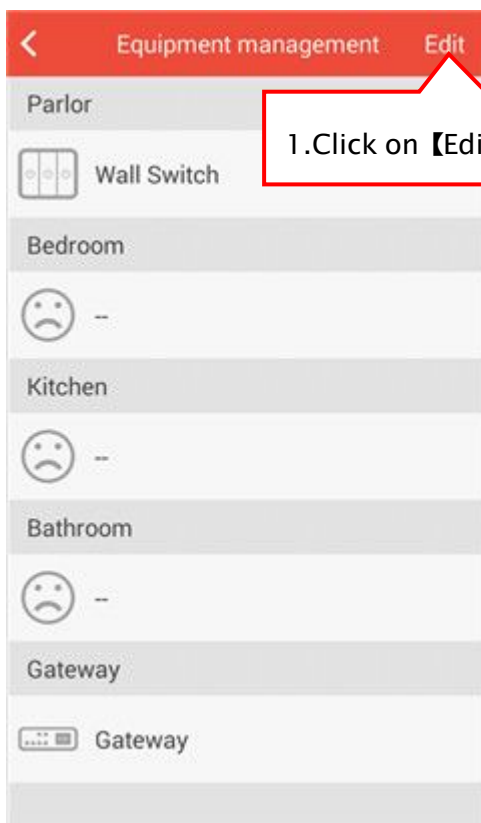 Equipment management Edit
Parlor
1.Click on 【Edi
Wall Switch
Bedroom
--
Kitchen
--
Bathroom
--
Gateway
Gateway